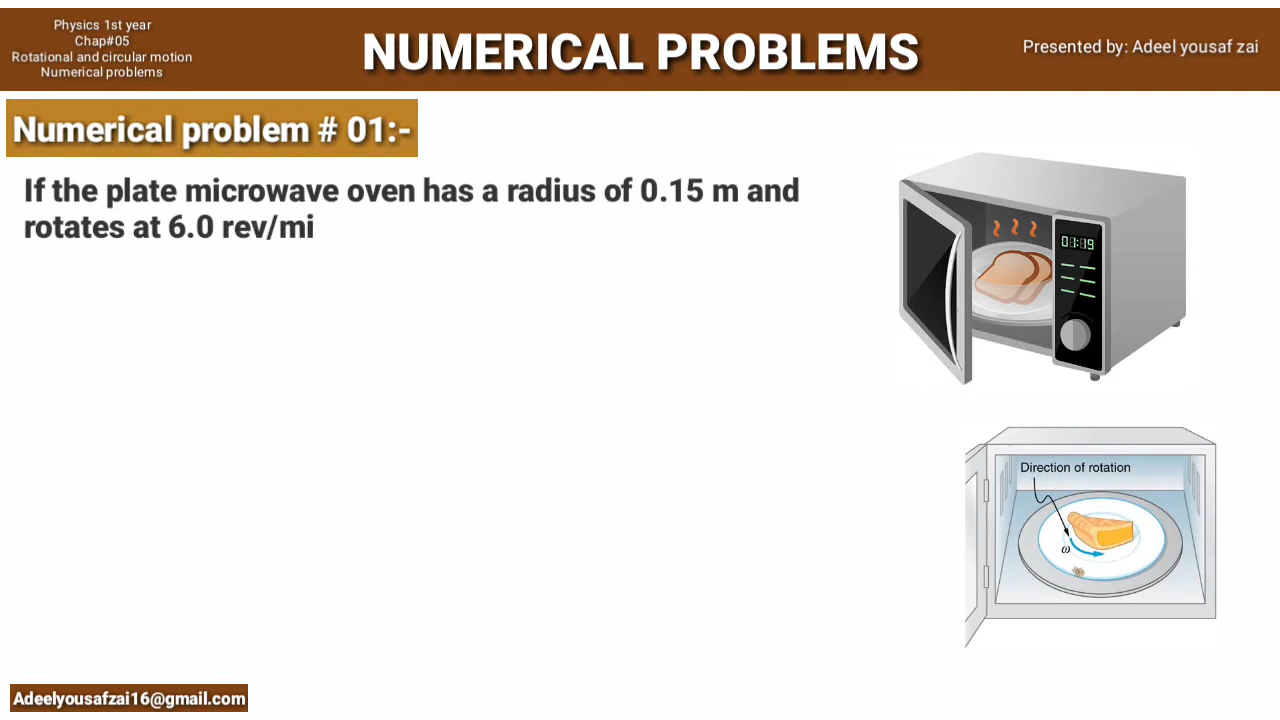 Physics 1st year
Chap#05
Rotational and circular motion
Numerical problems
NUMERICAL PROBLEMS
Presented by: Adeel yousaf zai
Numerical problem # 01:-
If the plate microwave oven has a radius of 0.15 m and
rotates at 6.0 rev/mi
01:19
Direction of rotation
ω
Adeelyousafzai16@gmail.com